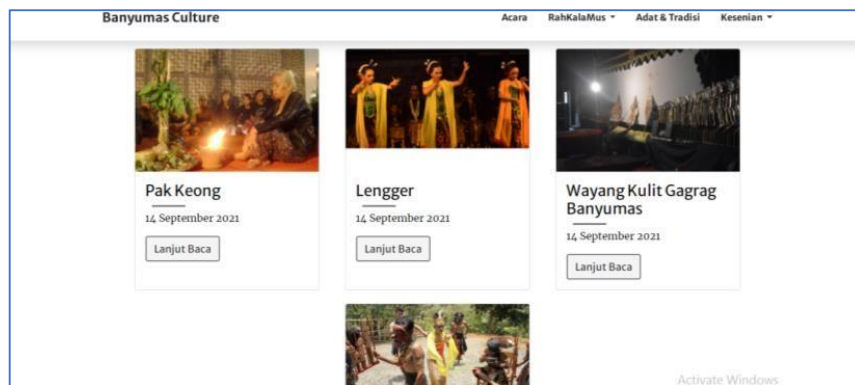 Banyumas Culture
Acara RahKalaMus Adat & Tradisi Kesenian
Pak Keong
14 September 2021
Lanjut Baca
Lengger
14 September 2021
Lanjut Baca
Wayang Kulit Gagrag
Banyumas
14 September 2021
Lanjut Baca
Activate Windows